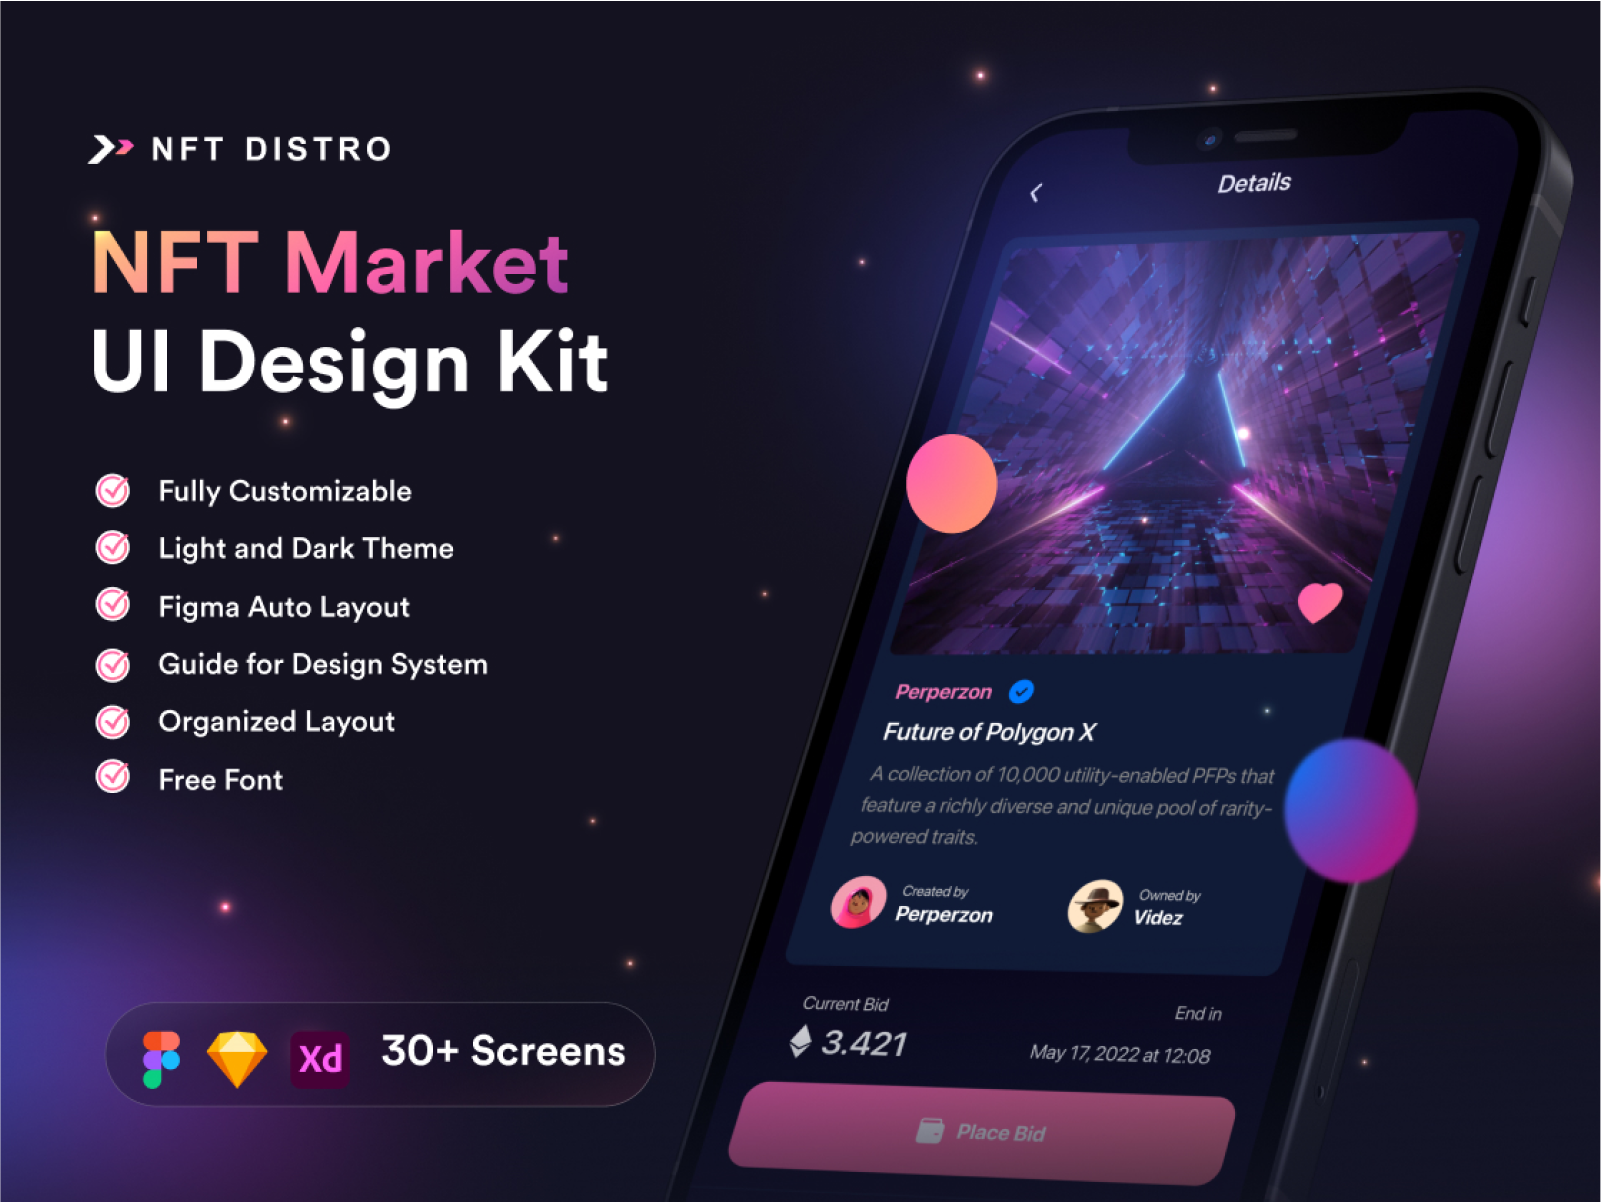 NFT DISTRO
NFT Market
UI Design Kit
Fully Customizable
Light and Dark Theme
Figma Auto Layout
Guide for Design System
Organized Layout
Free Font
Xd
30+ Screens
Details
Perperzon
Future of Polygon X
A collection of 10,000 utility-enabled PFPs that
feature a richly diverse and unique pool of rarity-
powered traits.
Created by
Perperzon
Owned by
Videz
Current Bid
3.421
End in
May 17, 2022 at 12:08
Place Bid